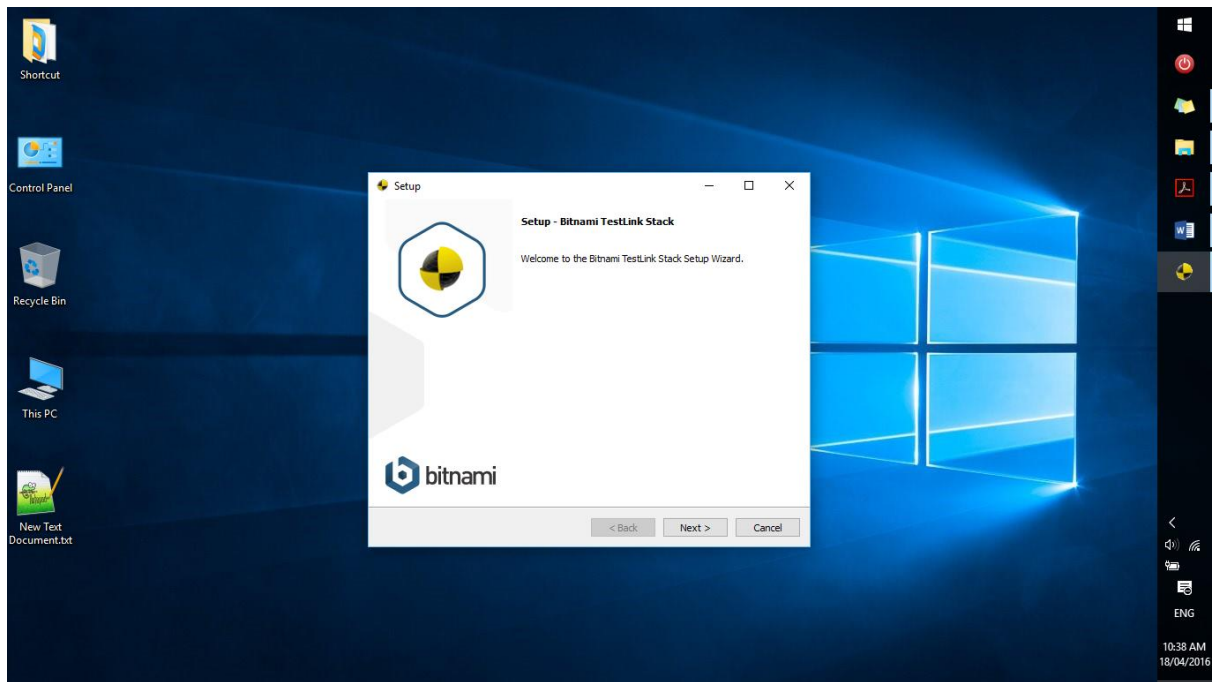 Shortcut
Control Panel
Recycle Bin
This PC
New Text
Document.txt
Setup
Setup - Bitnami TestLink Stack
Welcome to the Bitnami TestLink Stack Setup Wizard.
bitnami
< Back Next > Cancel
ENG
10:38 AM
18/04/2016